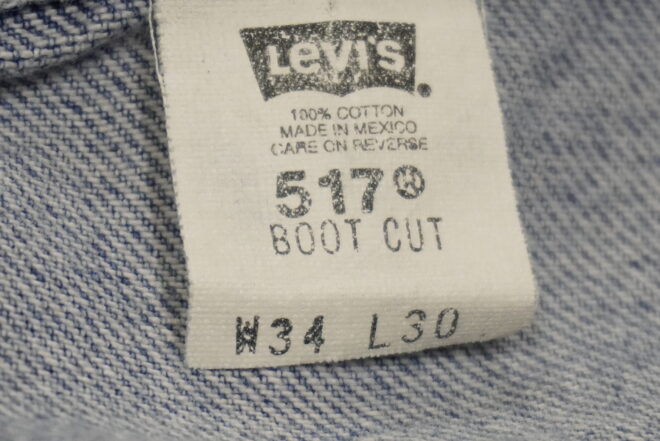 Levi's®
100% COTTON
MADE IN MEXICO
CARE ON REVERSE
517®
BOOT CUT
W34 L30